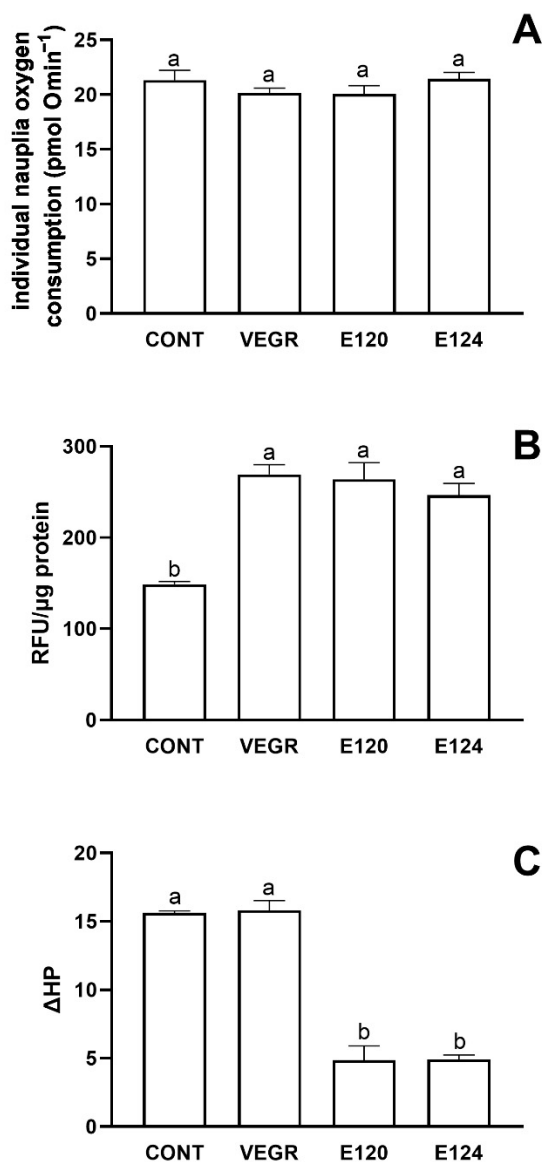 A
individual nauplia oxygen
consumption (pmol Omin⁻¹)
25
20
15
10
5
0
a
a
a
a
CONT
VEGR
E120
E124
B
RFU/µg protein
300
200
100
0
b
a
a
a
CONT
VEGR
E120
E124
C
ΔHP
20
15
10
5
0
a
a
b
b
CONT
VEGR
E120
E124